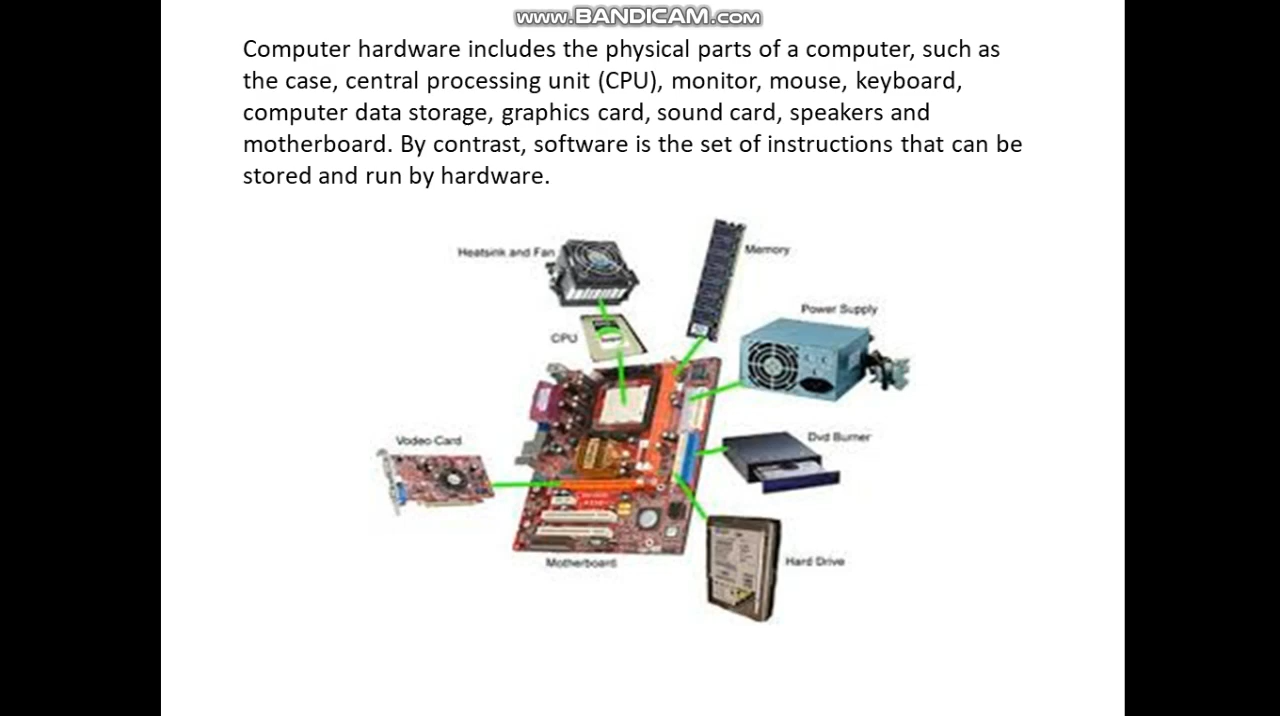 www.BANDICAM.com
Computer hardware includes the physical parts of a computer, such as
the case, central processing unit (CPU), monitor, mouse, keyboard,
computer data storage, graphics card, sound card, speakers and
motherboard. By contrast, software is the set of instructions that can be
stored and run by hardware.
Heatsink and Fan
Memory
Power Supply
CPU
Dvd Burner
Vodeo Card
Motherboard
Hard Drive